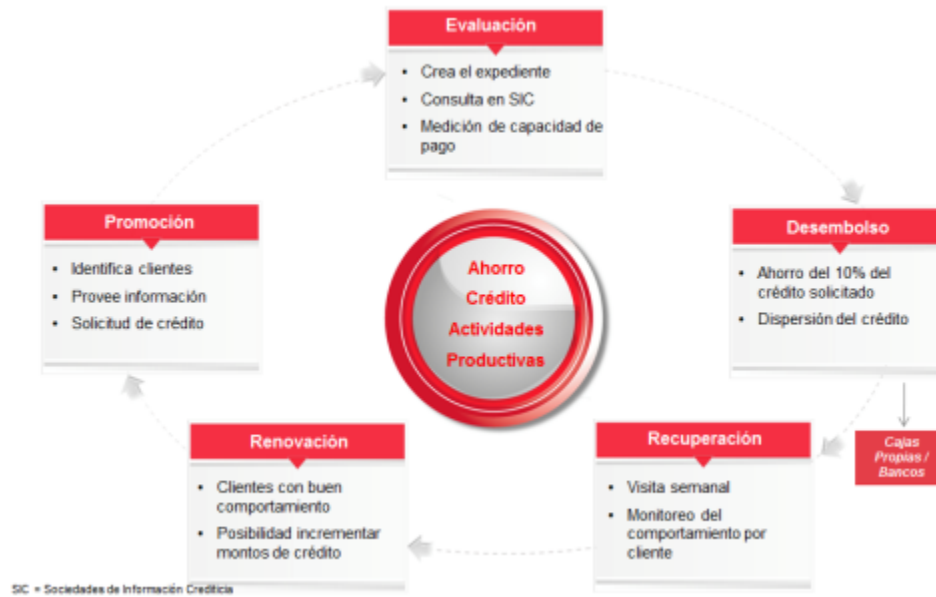 Evaluación
• Crea el expediente
• Consulta en SIC
• Medición de capacidad de
pago
Promoción
• Identifica clientes
• Provee información
• Solicitud de crédito
Ahorro
Crédito
Actividades
Productivas
Desembolso
• Ahorro del 10% del
crédito solicitado
• Dispersión del crédito
Renovación
• Clientes con buen
comportamiento
• Posibilidad incrementar
montos de crédito
Recuperación
• Visita semanal
• Monitoreo del
comportamiento por
cliente
Cajas
Propias /
Bancos
SIC = Sociedades de Información Crediticia